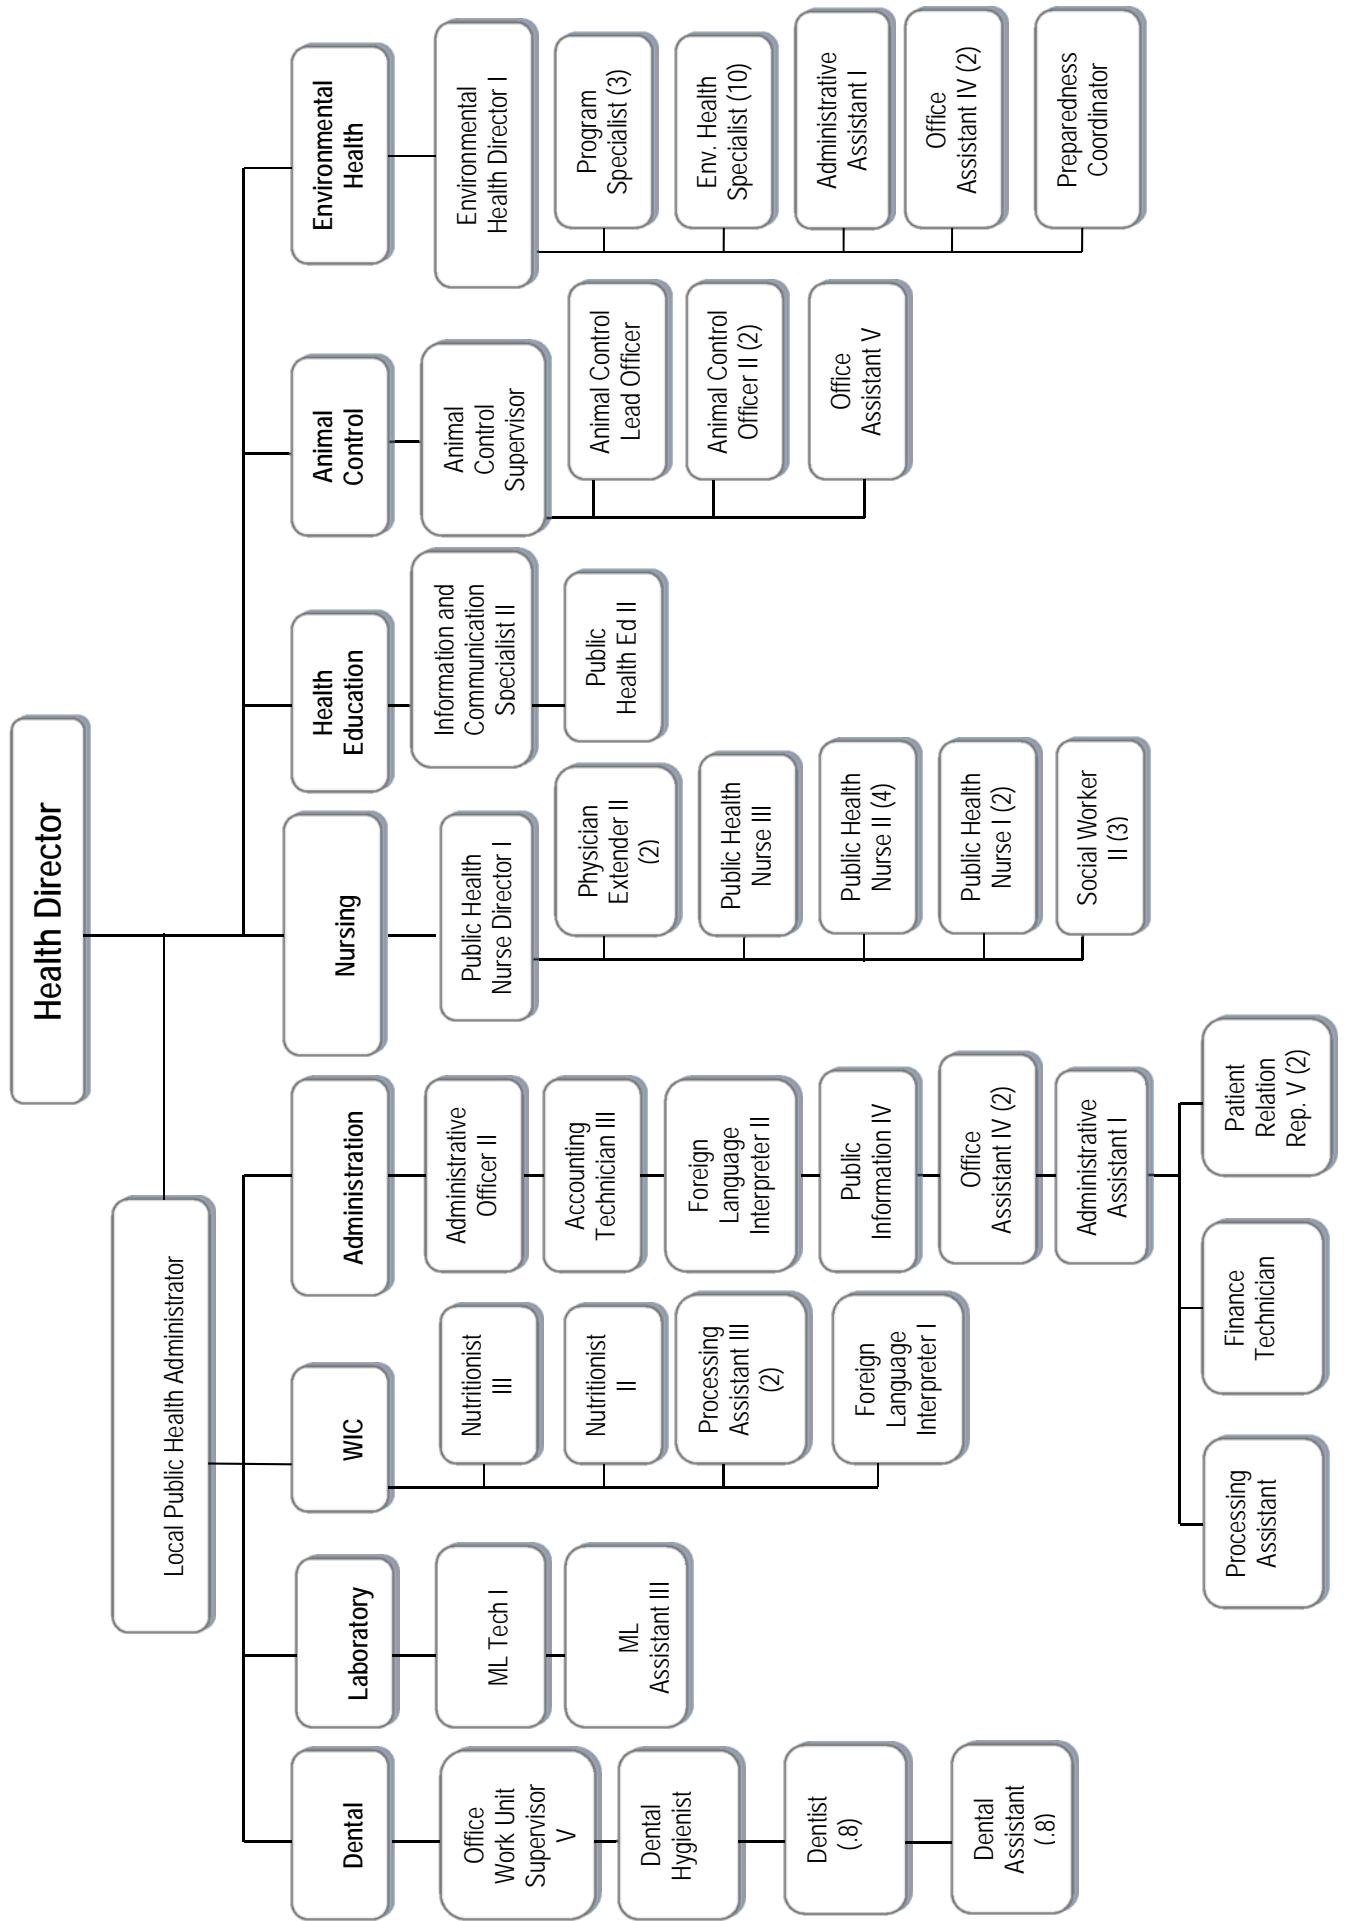 Health Director
Local Public Health Administrator
Dental
Office
Work Unit
Supervisor
V
Dental
Hygienist
Dentist
(.8)
Dental
Assistant
(.8)
Laboratory
ML Tech I
ML
Assistant III
WIC
Nutritionist
III
Nutritionist
II
Processing
Assistant III
(2)
Foreign
Language
Interpreter I
Administration
Administrative
Officer II
Accounting
Technician III
Foreign
Language
Interpreter II
Public
Information IV
Office
Assistant IV (2)
Administrative
Assistant I
Processing
Assistant
Finance
Technician
Patient
Relation
Rep. V (2)
Nursing
Public Health
Nurse Director I
Physician
Extender II
(2)
Public Health
Nurse III
Public Health
Nurse II (4)
Public Health
Nurse I (2)
Social Worker
II (3)
Health
Education
Information and
Communication
Specialist II
Public
Health Ed II
Animal
Control
Animal
Control
Supervisor
Animal Control
Lead Officer
Animal Control
Officer II (2)
Office
Assistant V
Environmental
Health
Environmental
Health Director I
Program
Specialist (3)
Env. Health
Specialist (10)
Administrative
Assistant I
Office
Assistant IV (2)
Preparedness
Coordinator